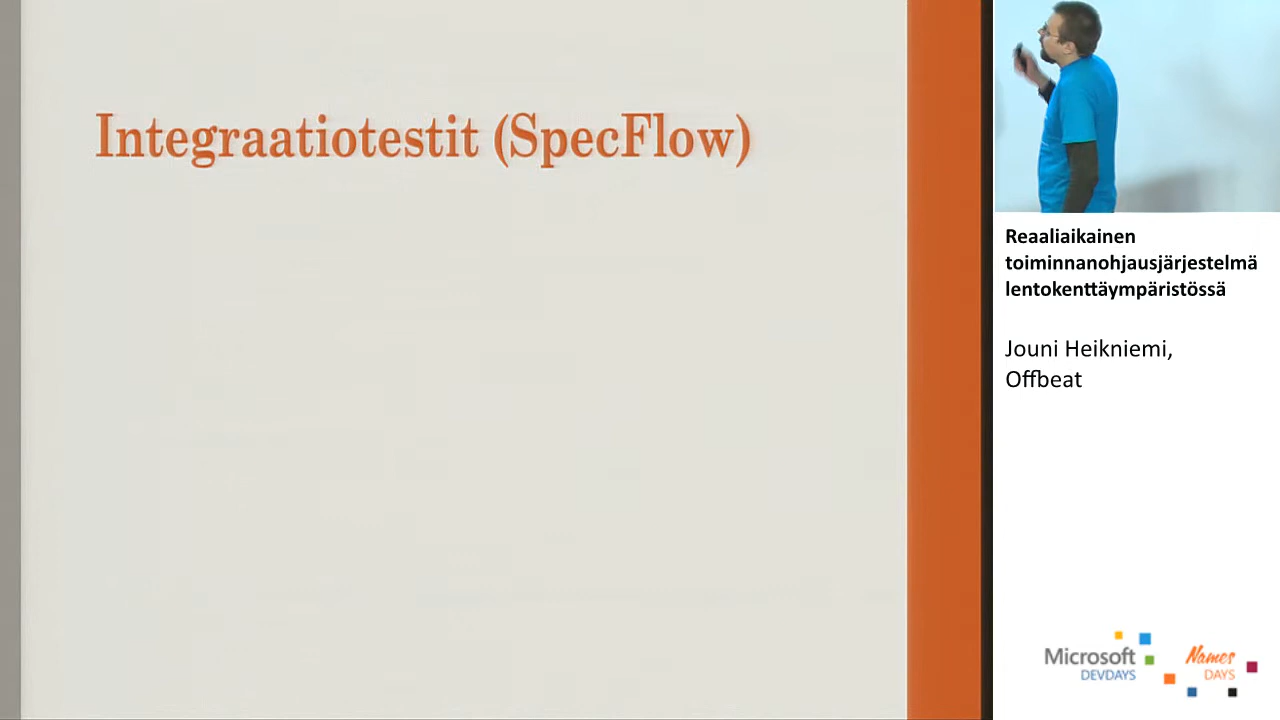 Integraatiotestit (SpecFlow)
Reaaliaikainen
toiminnanohjausjärjestelmä
lentokenttäympäristössä
Jouni Heikniemi,
Offbeat
Microsoft
DEVDAYS
Names
DAYS